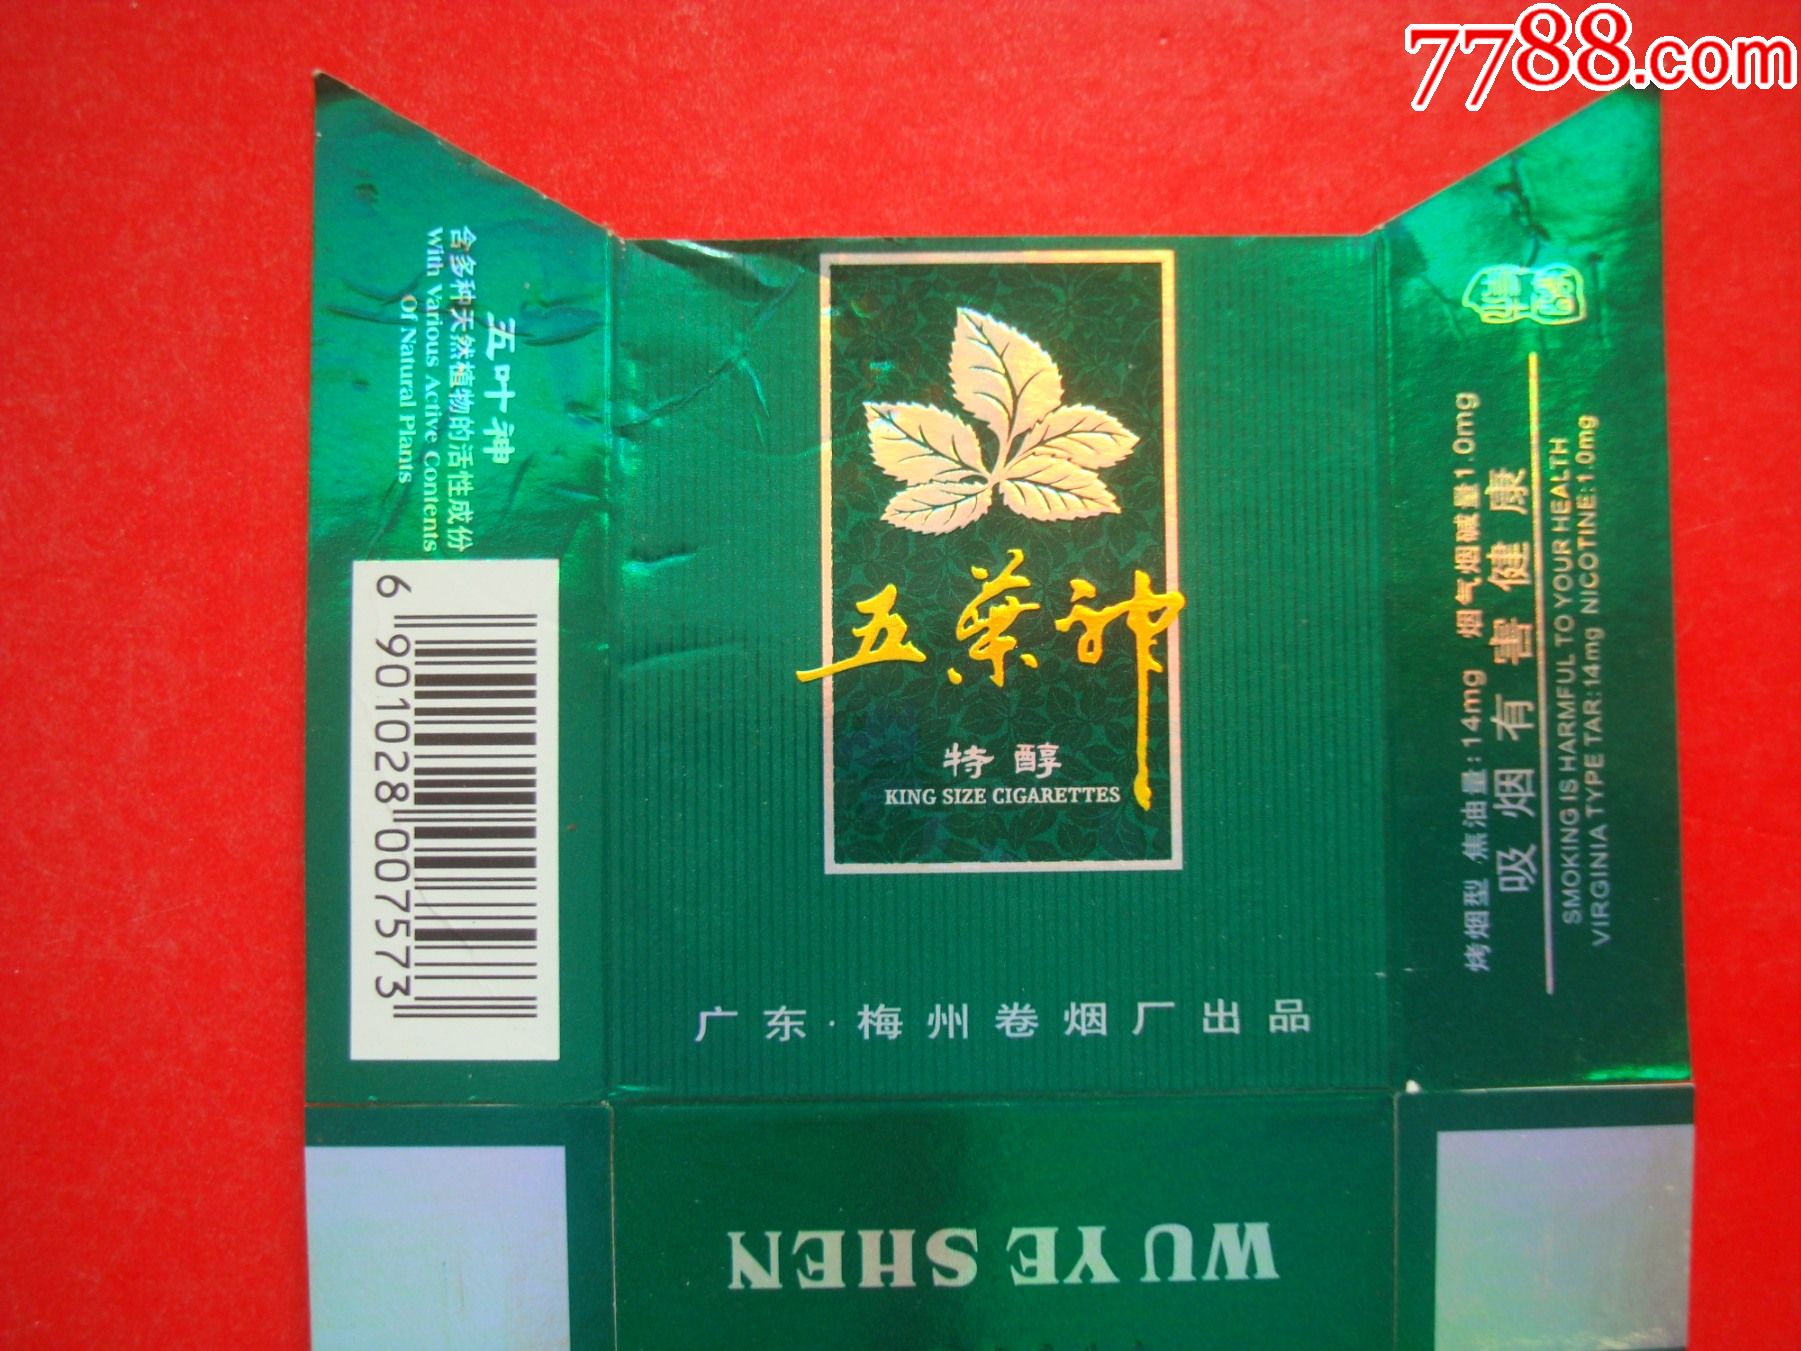 7788.com
五叶神
含多种天然植物的活性成份
With Various Active Contents
Of Natural Plants
6 901028 007573
五葉神
特醇
KING SIZE CIGARETTES
广东·梅州卷烟厂出品
WU YE SHEN
烤烟型 焦油量:14mg 烟气烟碱量1.0mg
吸烟有害健康
SMOKING IS HARMFUL TO YOUR HEALTH
VIRGINIA TYPE TAR:14mg NICOTINE:1.0mg